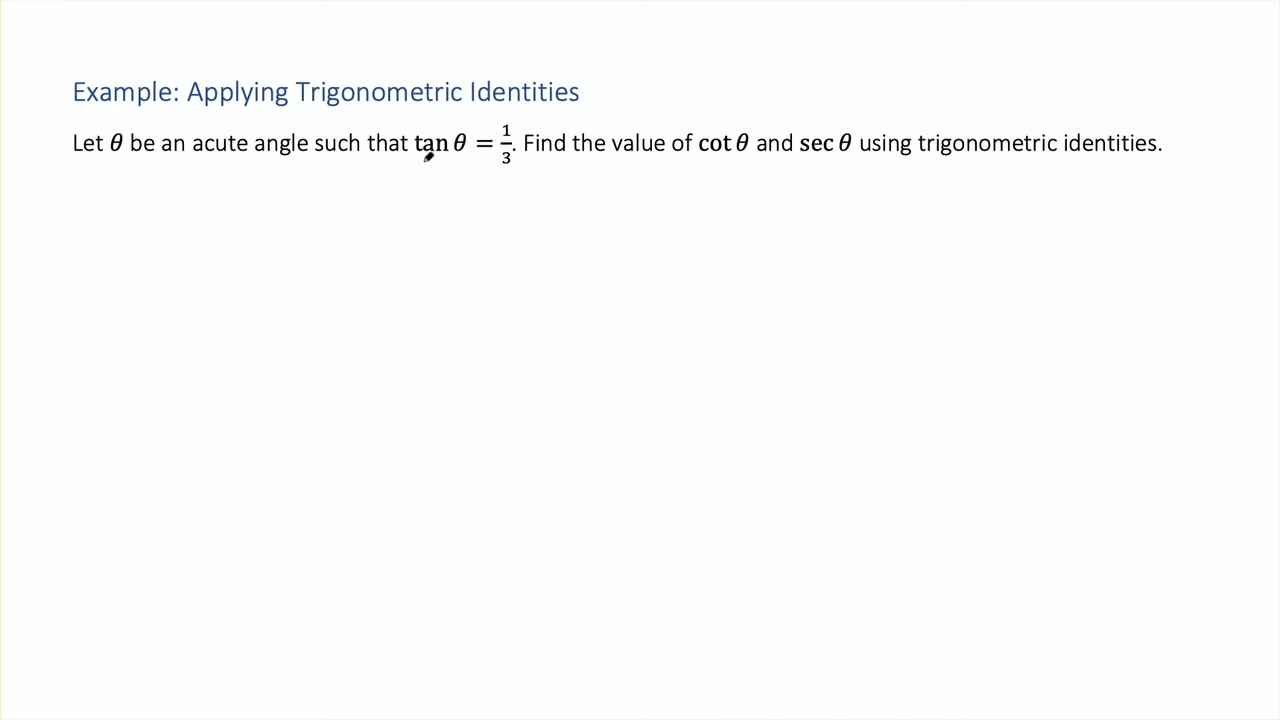 Example: Applying Trigonometric Identities
Let θ be an acute angle such that tan θ = 1/3. Find the value of cot θ and sec θ using trigonometric identities.